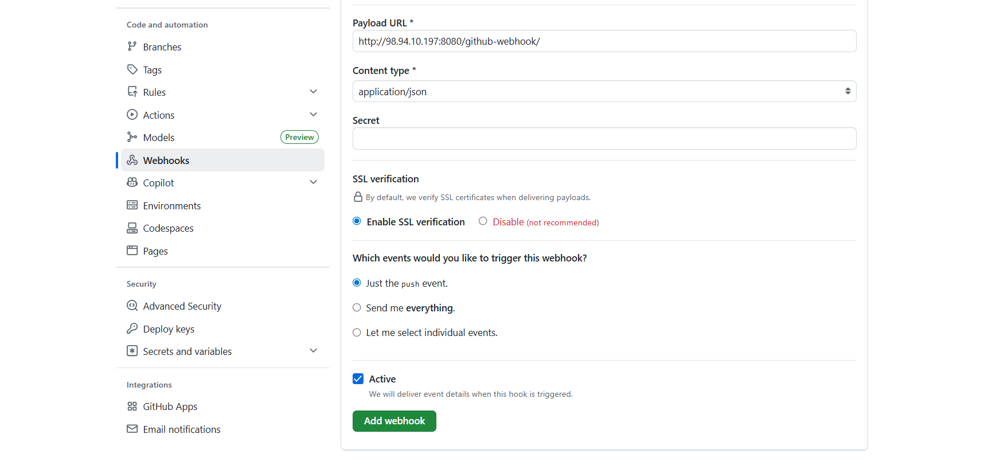 Code and automation
Branches
Tags
Rules
Actions
Models Preview
Webhooks
Copilot
Environments
Codespaces
Pages
Security
Advanced Security
Deploy keys
Secrets and variables
Integrations
GitHub Apps
Email notifications
Payload URL *
http://98.94.10.197:8080/github-webhook/
Content type *
application/json
Secret
SSL verification
By default, we verify SSL certificates when delivering payloads.
Enable SSL verification Disable (not recommended)
Which events would you like to trigger this webhook?
Just the push event.
Send me everything.
Let me select individual events.
Active
We will deliver event details when this hook is triggered.
Add webhook